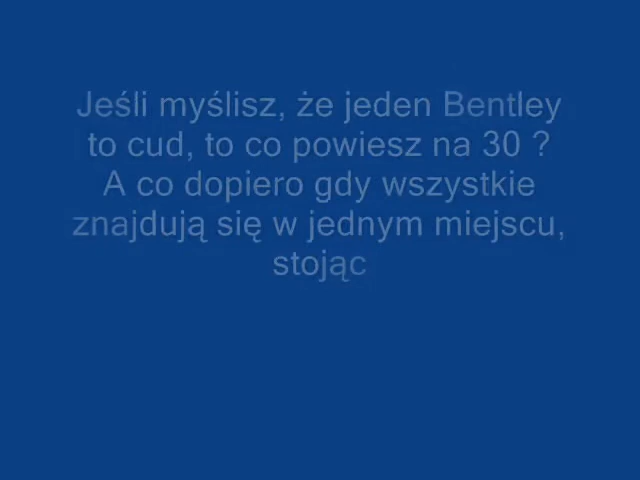 Jeśli myślisz, że jeden Bentley
to cud, to co powiesz na 30 ?
A co dopiero gdy wszystkie
znajdują się w jednym miejscu,
stojąc